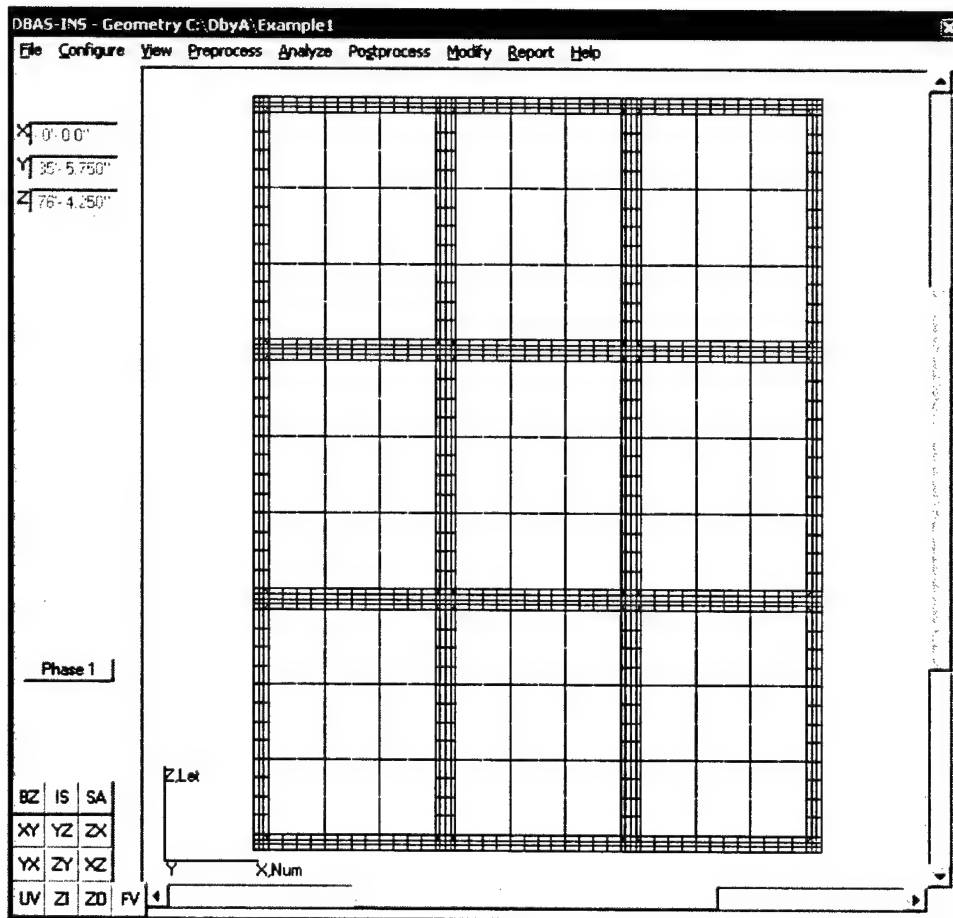 DBAS-INS - Geometry C:\DbyA\Example1
File Configure View Preprocess Analyze Postprocess Modify Report Help
X -0'-0.0"
Y 35'-5.750"
Z 76'-4.250"
Phase 1
Z,Let
Y X,Num
BZ IS SA
XY YZ ZX
YX ZY XZ
UV ZI ZO FV